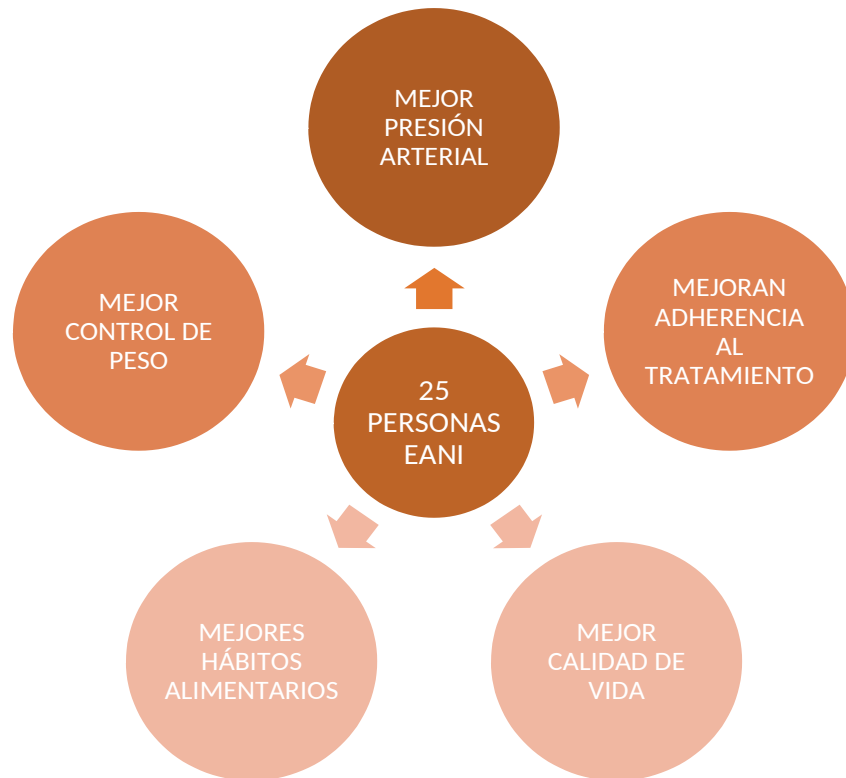 MEJOR
PRESIÓN
ARTERIAL
MEJORAN
ADHERENCIA
AL
TRATAMIENTO
MEJOR
CONTROL DE
PESO
25
PERSONAS
EANI
MEJORES
HÁBITOS
ALIMENTARIOS
MEJOR
CALIDAD DE
VIDA